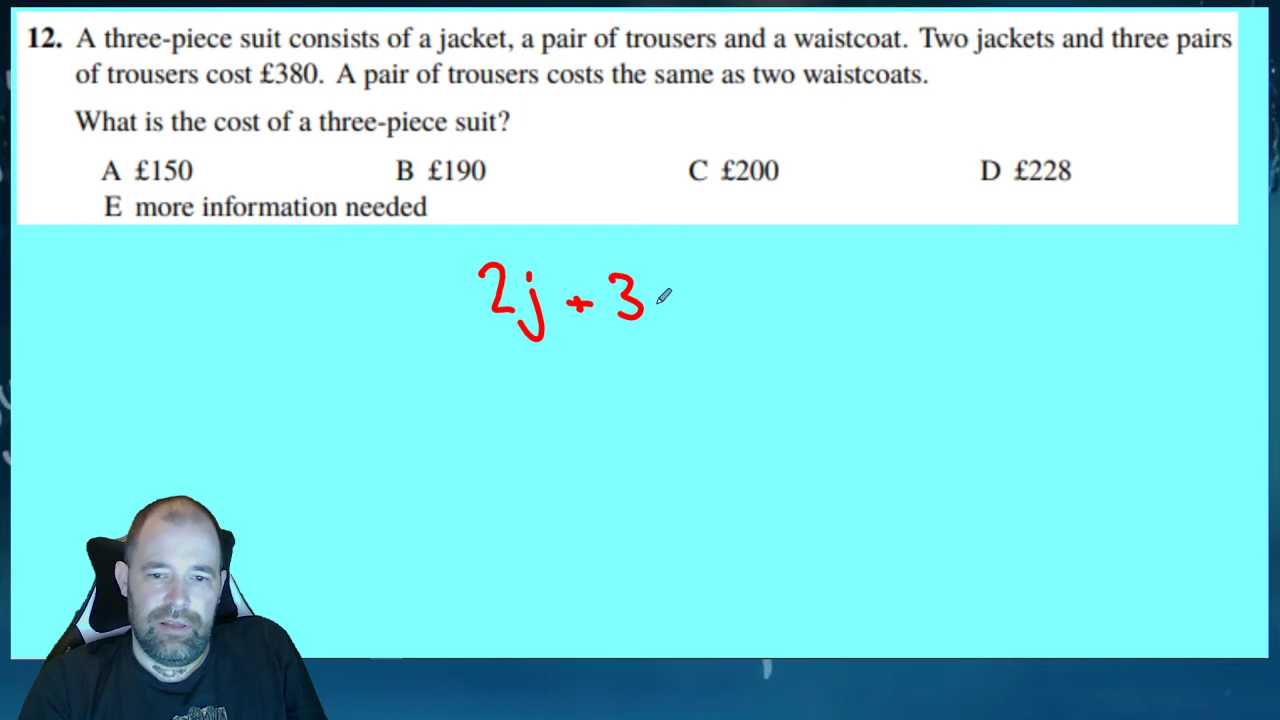 12. A three-piece suit consists of a jacket, a pair of trousers and a waistcoat. Two jackets and three pairs
of trousers cost £380. A pair of trousers costs the same as two waistcoats.
What is the cost of a three-piece suit?
A £150 B £190 C £200 D £228
E more information needed
2j + 3